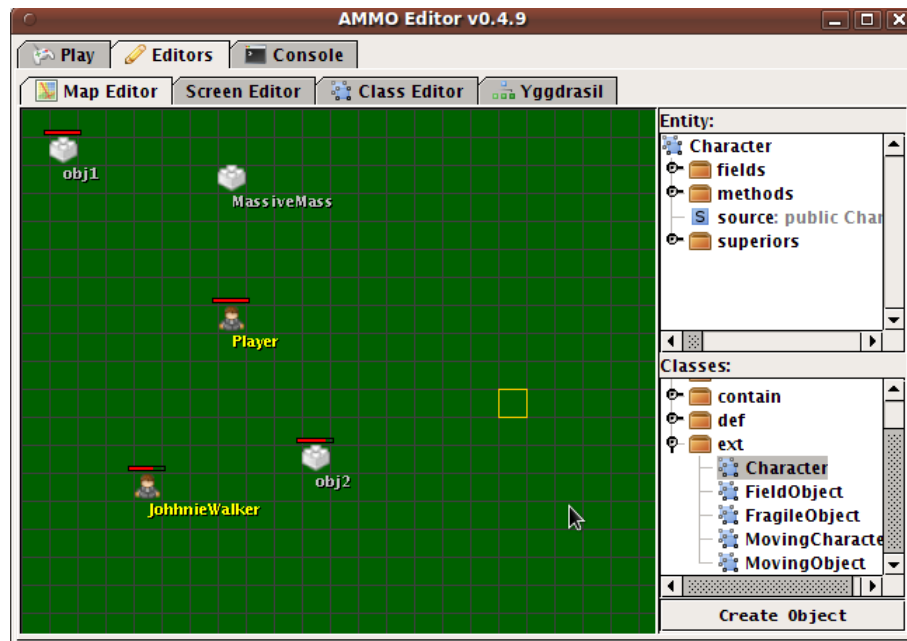 AMMO Editor v0.4.9
Play Editors Console
Map Editor Screen Editor Class Editor Yggdrasil
obj1
MassiveMass
Player
obj2
JohhnieWalker
Entity:
Character
fields
methods
S source: public Char
superiors
Classes:
contain
def
ext
Character
FieldObject
FragileObject
MovingCharacte
MovingObject
Create Object